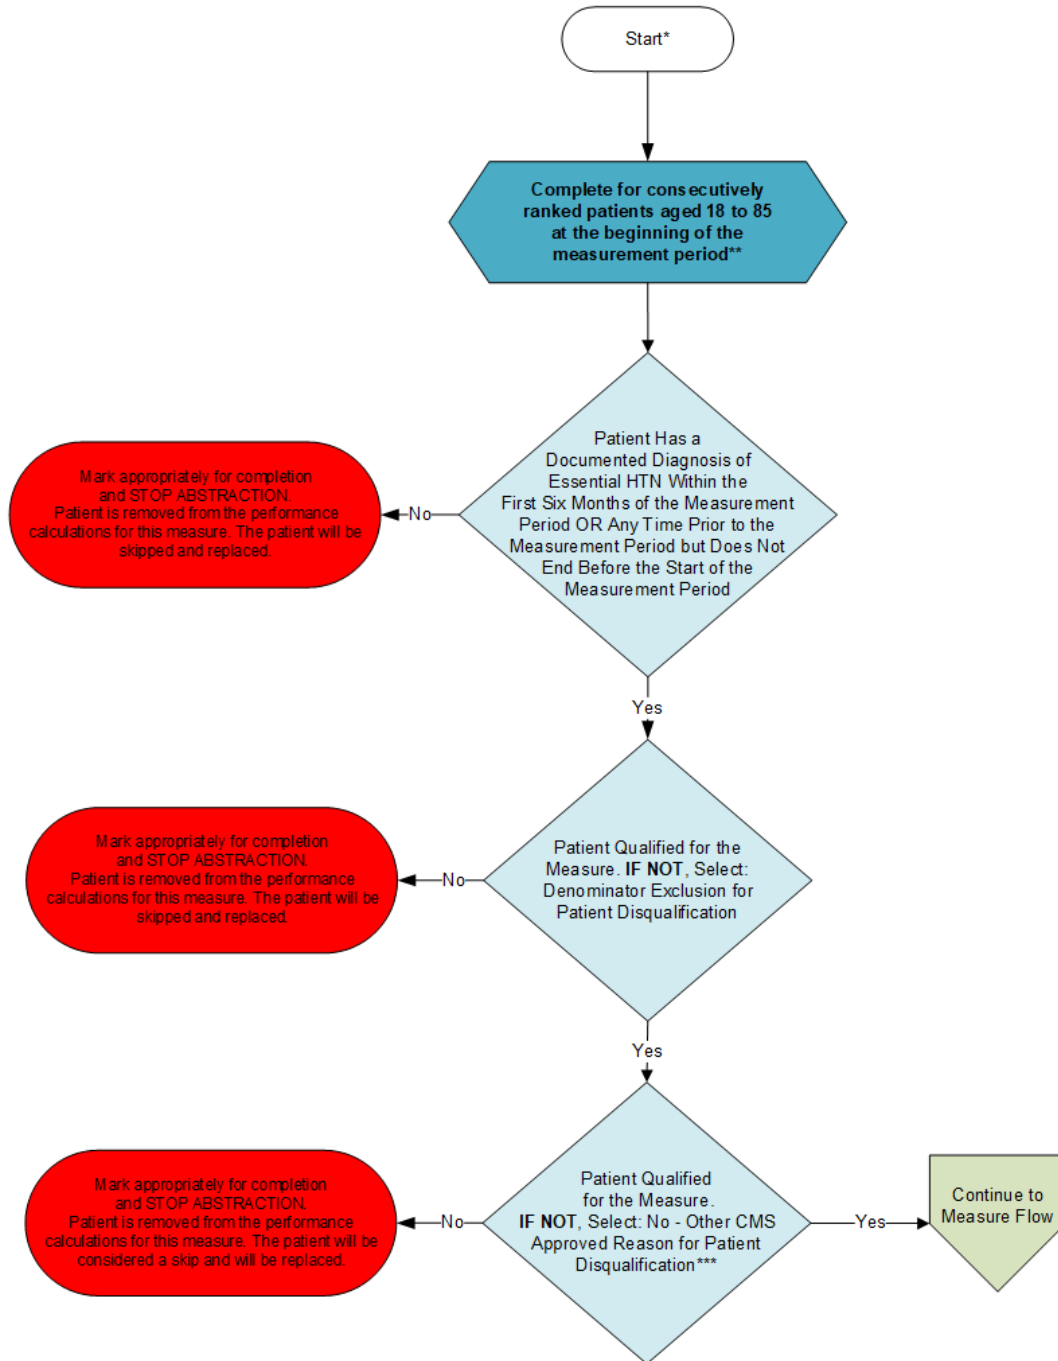 Start*
Complete for consecutively
ranked patients aged 18 to 85
at the beginning of the
measurement period**
Patient Has a
Documented Diagnosis of
Essential HTN Within the
First Six Months of the Measurement
Period OR Any Time Prior to the
Measurement Period but Does Not
End Before the Start of the
Measurement Period
No
Mark appropriately for completion
and STOP ABSTRACTION.
Patient is removed from the performance
calculations for this measure. The patient will be
skipped and replaced.
Yes
Patient Qualified for the
Measure. IF NOT, Select:
Denominator Exclusion for
Patient Disqualification
No
Mark appropriately for completion
and STOP ABSTRACTION.
Patient is removed from the performance
calculations for this measure. The patient will be
skipped and replaced.
Yes
Patient Qualified
for the Measure.
IF NOT, Select: No - Other CMS
Approved Reason for Patient
Disqualification***
No
Mark appropriately for completion
and STOP ABSTRACTION.
Patient is removed from the performance
calculations for this measure. The patient will be
considered a skip and will be replaced.
Yes
Continue to
Measure Flow